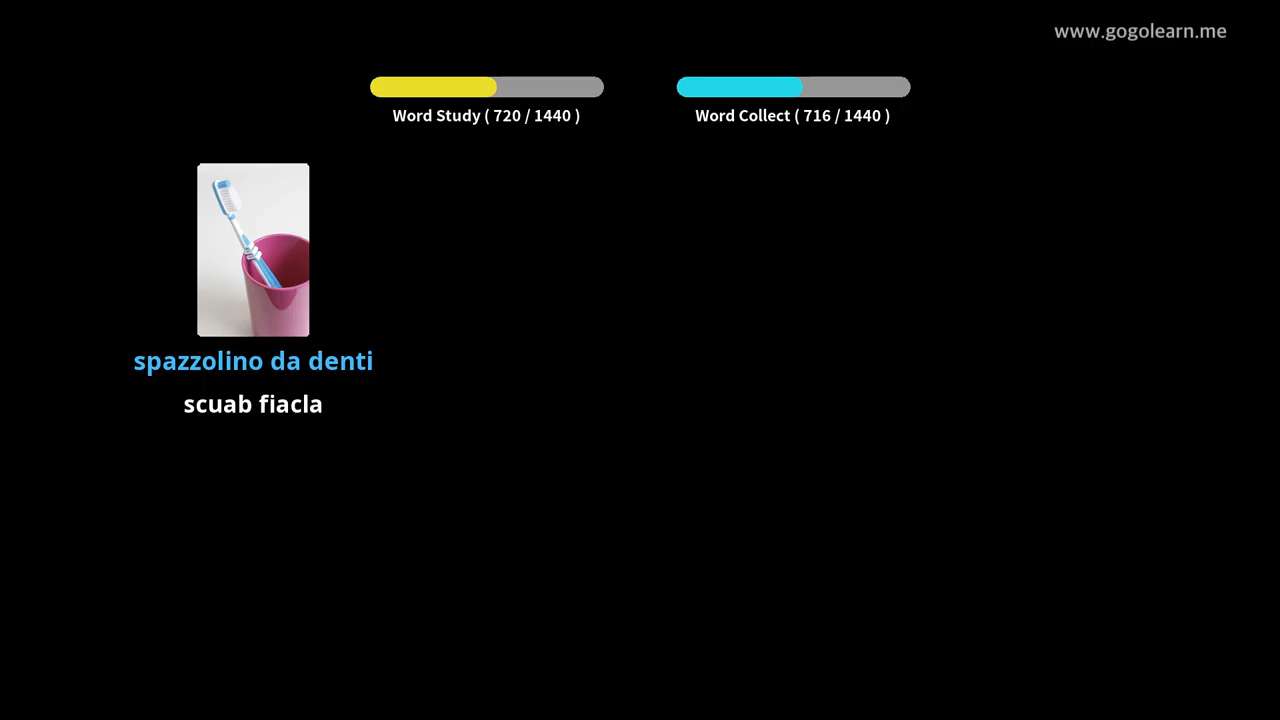 www.gogolearn.me
Word Study ( 720 / 1440 )
Word Collect ( 716 / 1440 )
spazzolino da denti
scuab fiacla